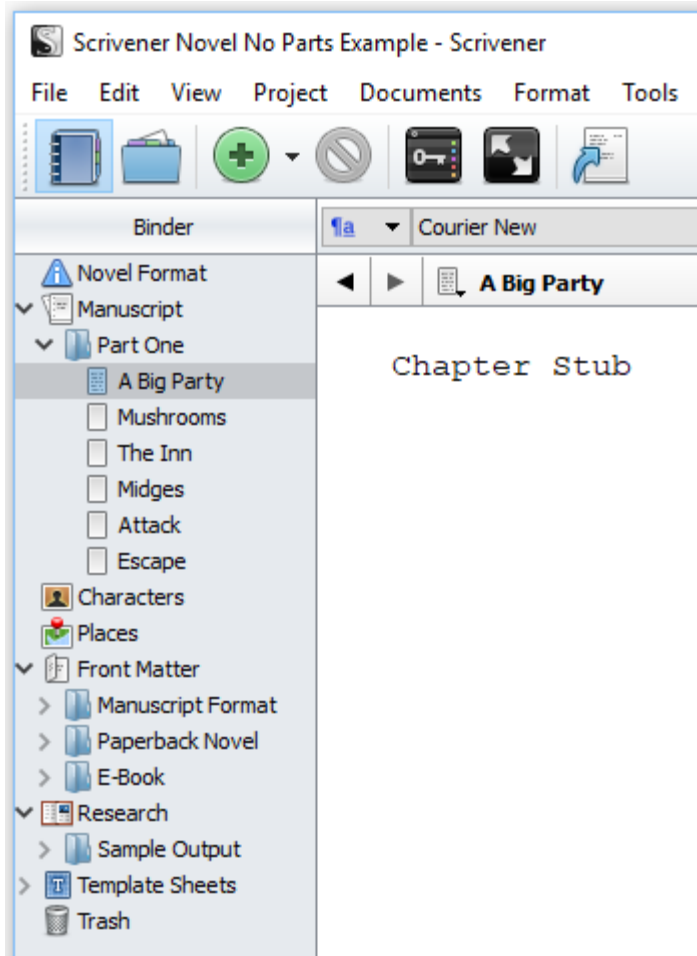 Scrivener Novel No Parts Example - Scrivener
File Edit View Project Documents Format Tools
Binder
¶a Courier New
Novel Format
A Big Party
Manuscript
Part One
Chapter Stub
A Big Party
Mushrooms
The Inn
Midges
Attack
Escape
Characters
Places
Front Matter
Manuscript Format
Paperback Novel
E-Book
Research
Sample Output
Template Sheets
Trash